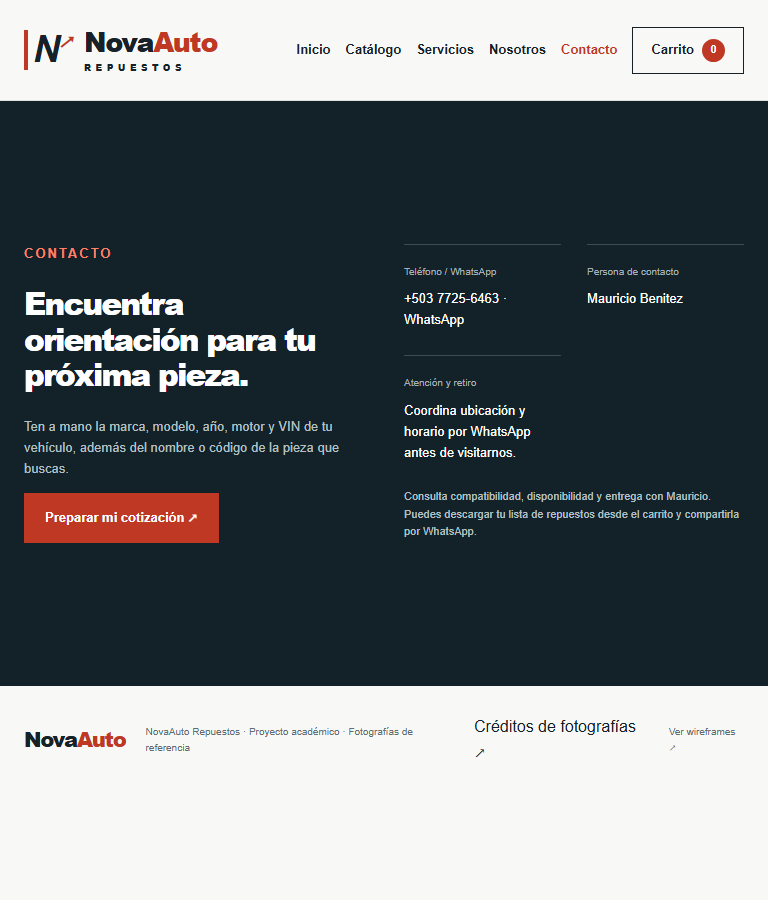 N↗ NovaAuto
REPUESTOS
Inicio Catálogo Servicios Nosotros Contacto Carrito 0
CONTACTO
Encuentra
orientación para tu
próxima pieza.
Ten a mano la marca, modelo, año, motor y VIN de tu
vehículo, además del nombre o código de la pieza que
buscas.
Preparar mi cotización ↗
Teléfono / WhatsApp
+503 7725-6463 ·
WhatsApp
Persona de contacto
Mauricio Benitez
Atención y retiro
Coordina ubicación y
horario por WhatsApp
antes de visitarnos.
Consulta compatibilidad, disponibilidad y entrega con Mauricio.
Puedes descargar tu lista de repuestos desde el carrito y compartirla
por WhatsApp.
NovaAuto
NovaAuto Repuestos · Proyecto académico · Fotografías de
referencia
Créditos de fotografías
↗
Ver wireframes
↗